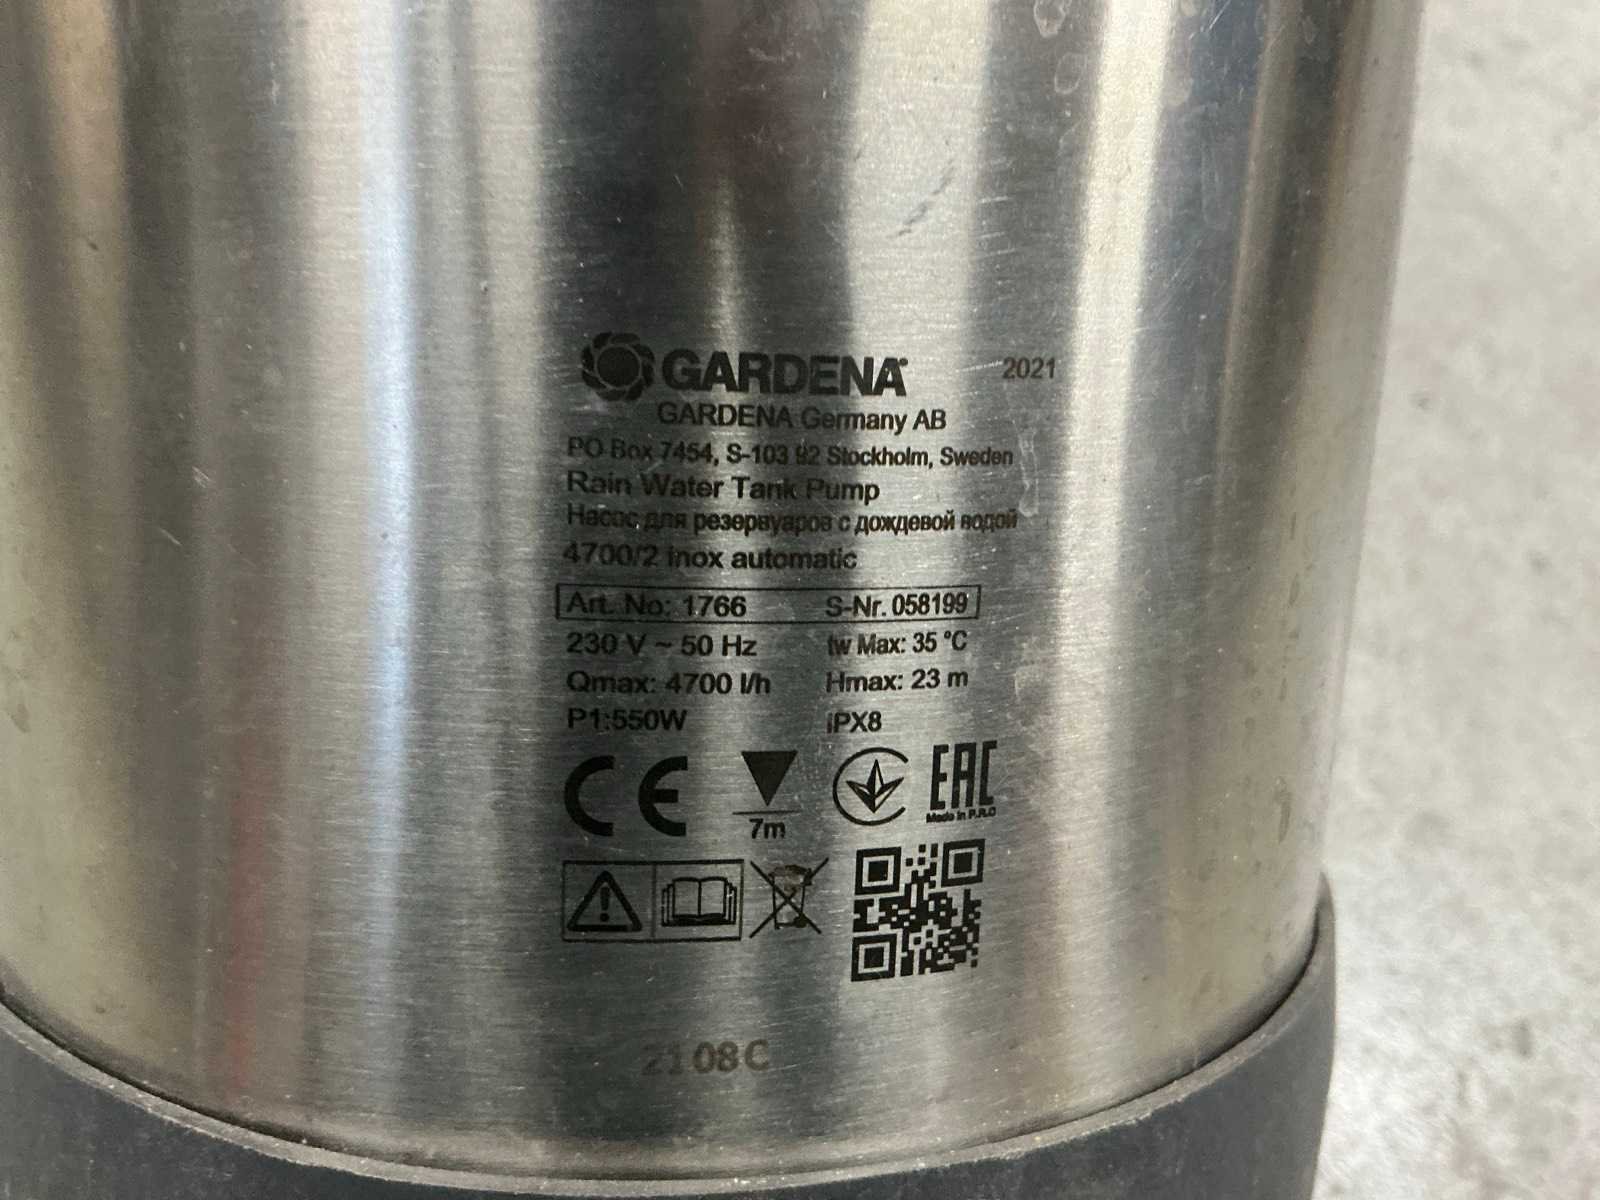 GARDENA 2021
GARDENA Germany AB
PO Box 7454, S-103 92 Stockholm, Sweden
Rain Water Tank Pump
Насос для резервуаров с дождевой водой
4700/2 inox automatic
Art. No: 1766 S-Nr. 058199
230 V ~ 50 Hz tw Max: 35 °C
Qmax: 4700 l/h Hmax: 23 m
P1:550W IPX8
CE 7m EAC
Made in P.R.C
2108C